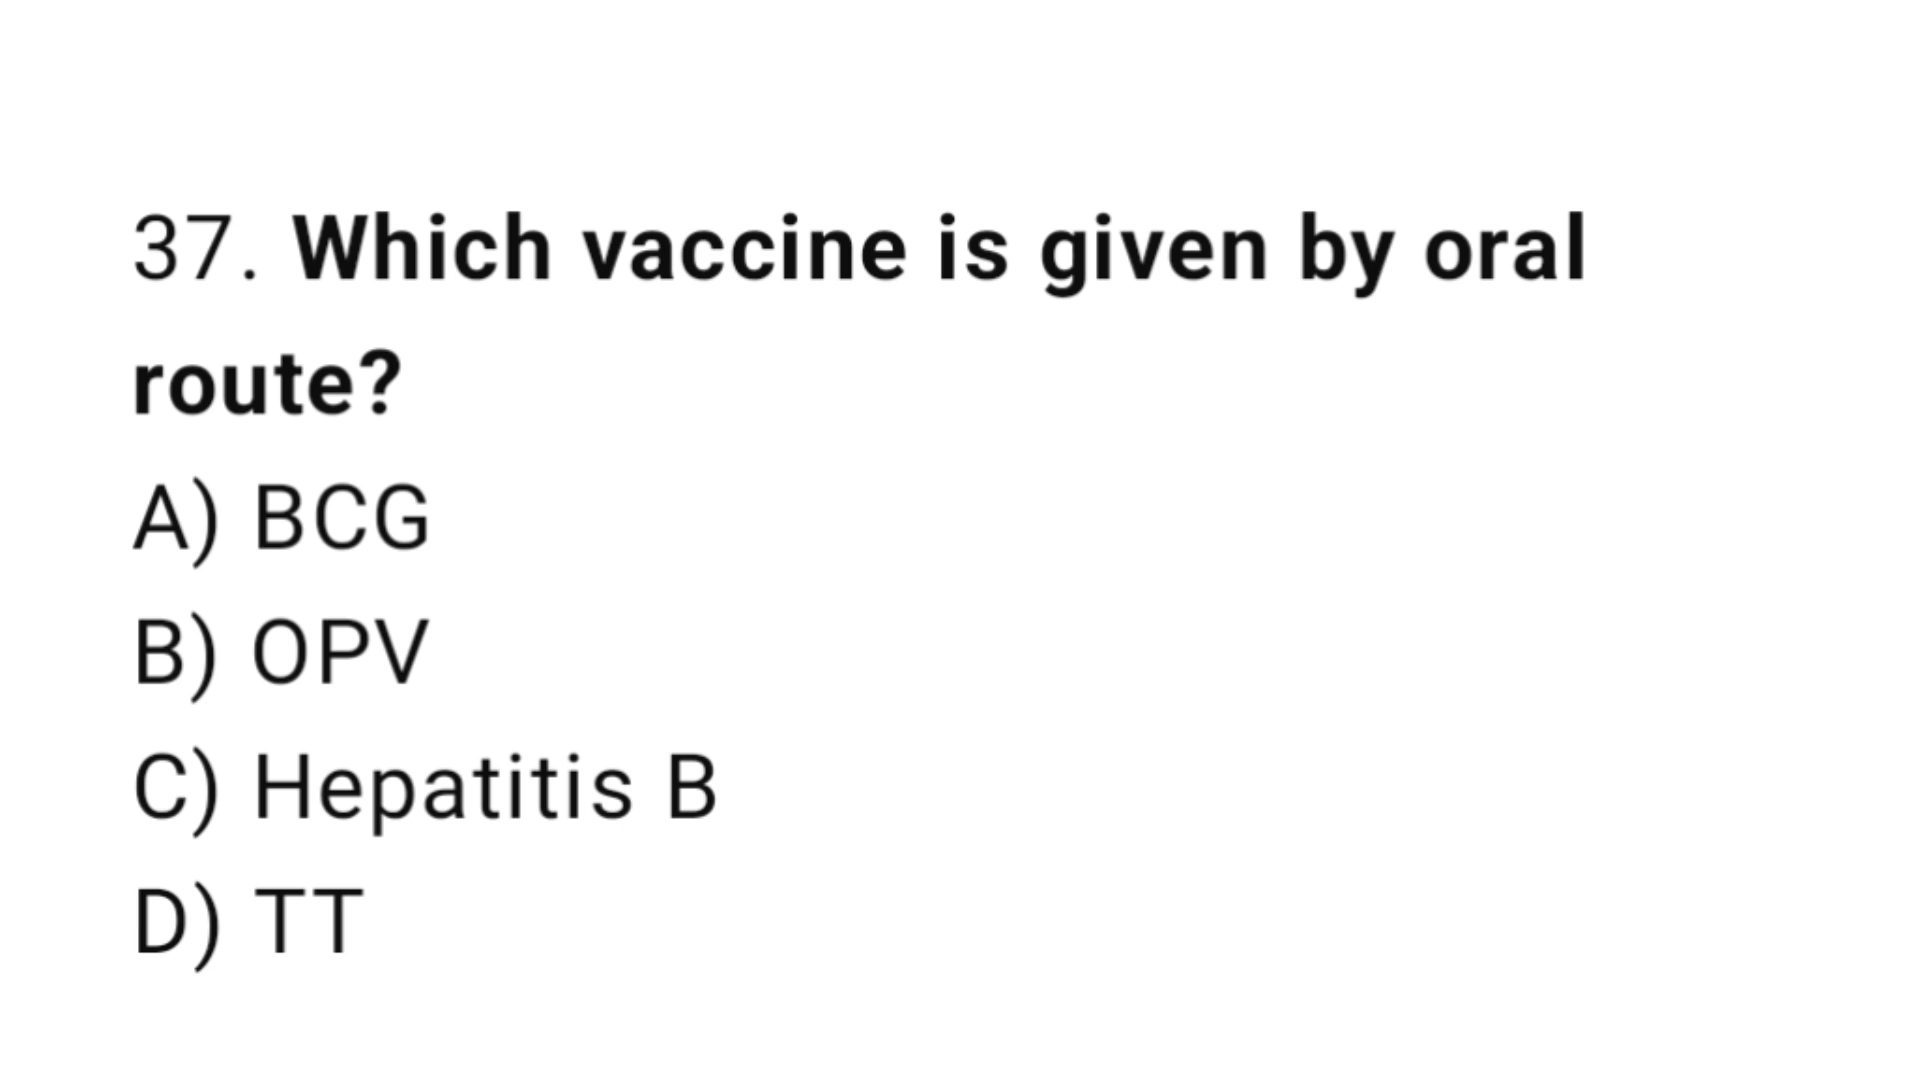 37. Which vaccine is given by oral
route?
A) BCG
B) OPV
C) Hepatitis B
D) TT